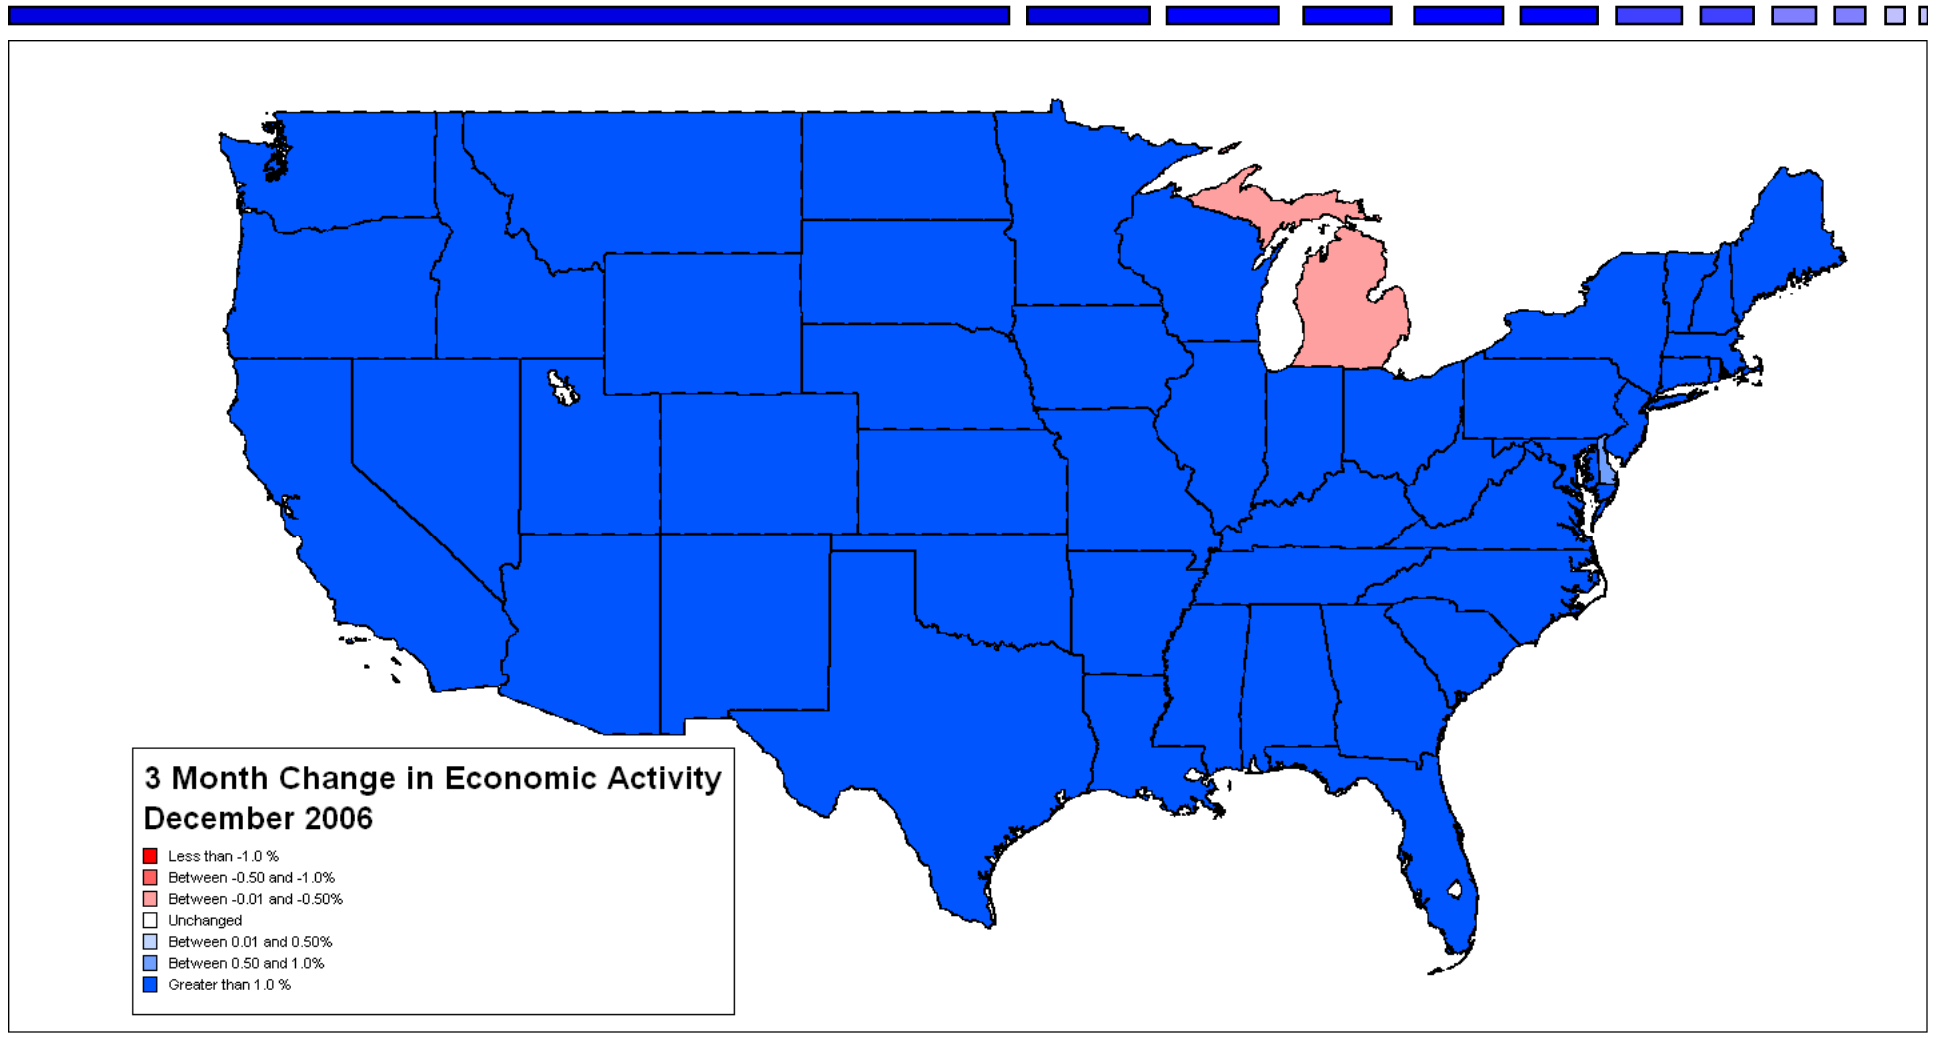 3 Month Change in Economic Activity
December 2006
Less than -1.0 %
Between -0.50 and -1.0%
Between -0.01 and -0.50%
Unchanged
Between 0.01 and 0.50%
Between 0.50 and 1.0%
Greater than 1.0 %